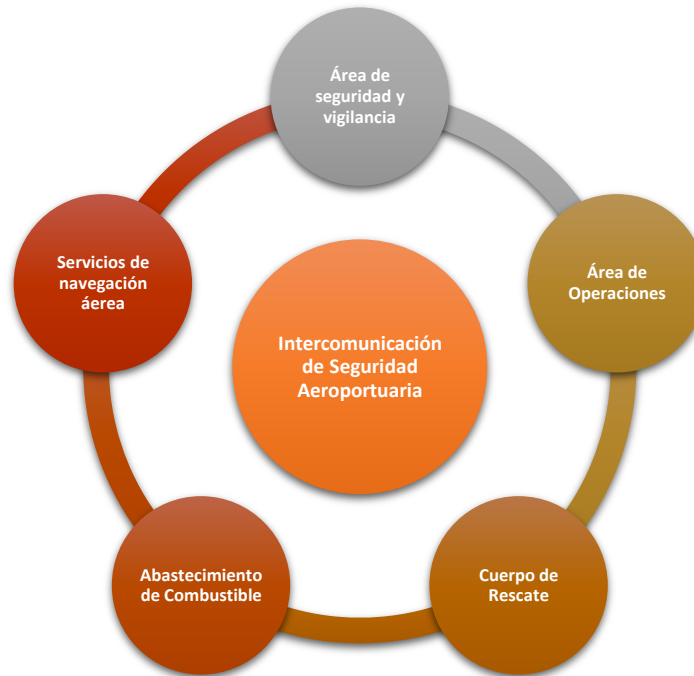 Área de
seguridad y
vigilancia
Servicios de
navegación
áerea
Área de
Operaciones
Intercomunicación
de Seguridad
Aeroportuaria
Abastecimiento
de Combustible
Cuerpo de
Rescate